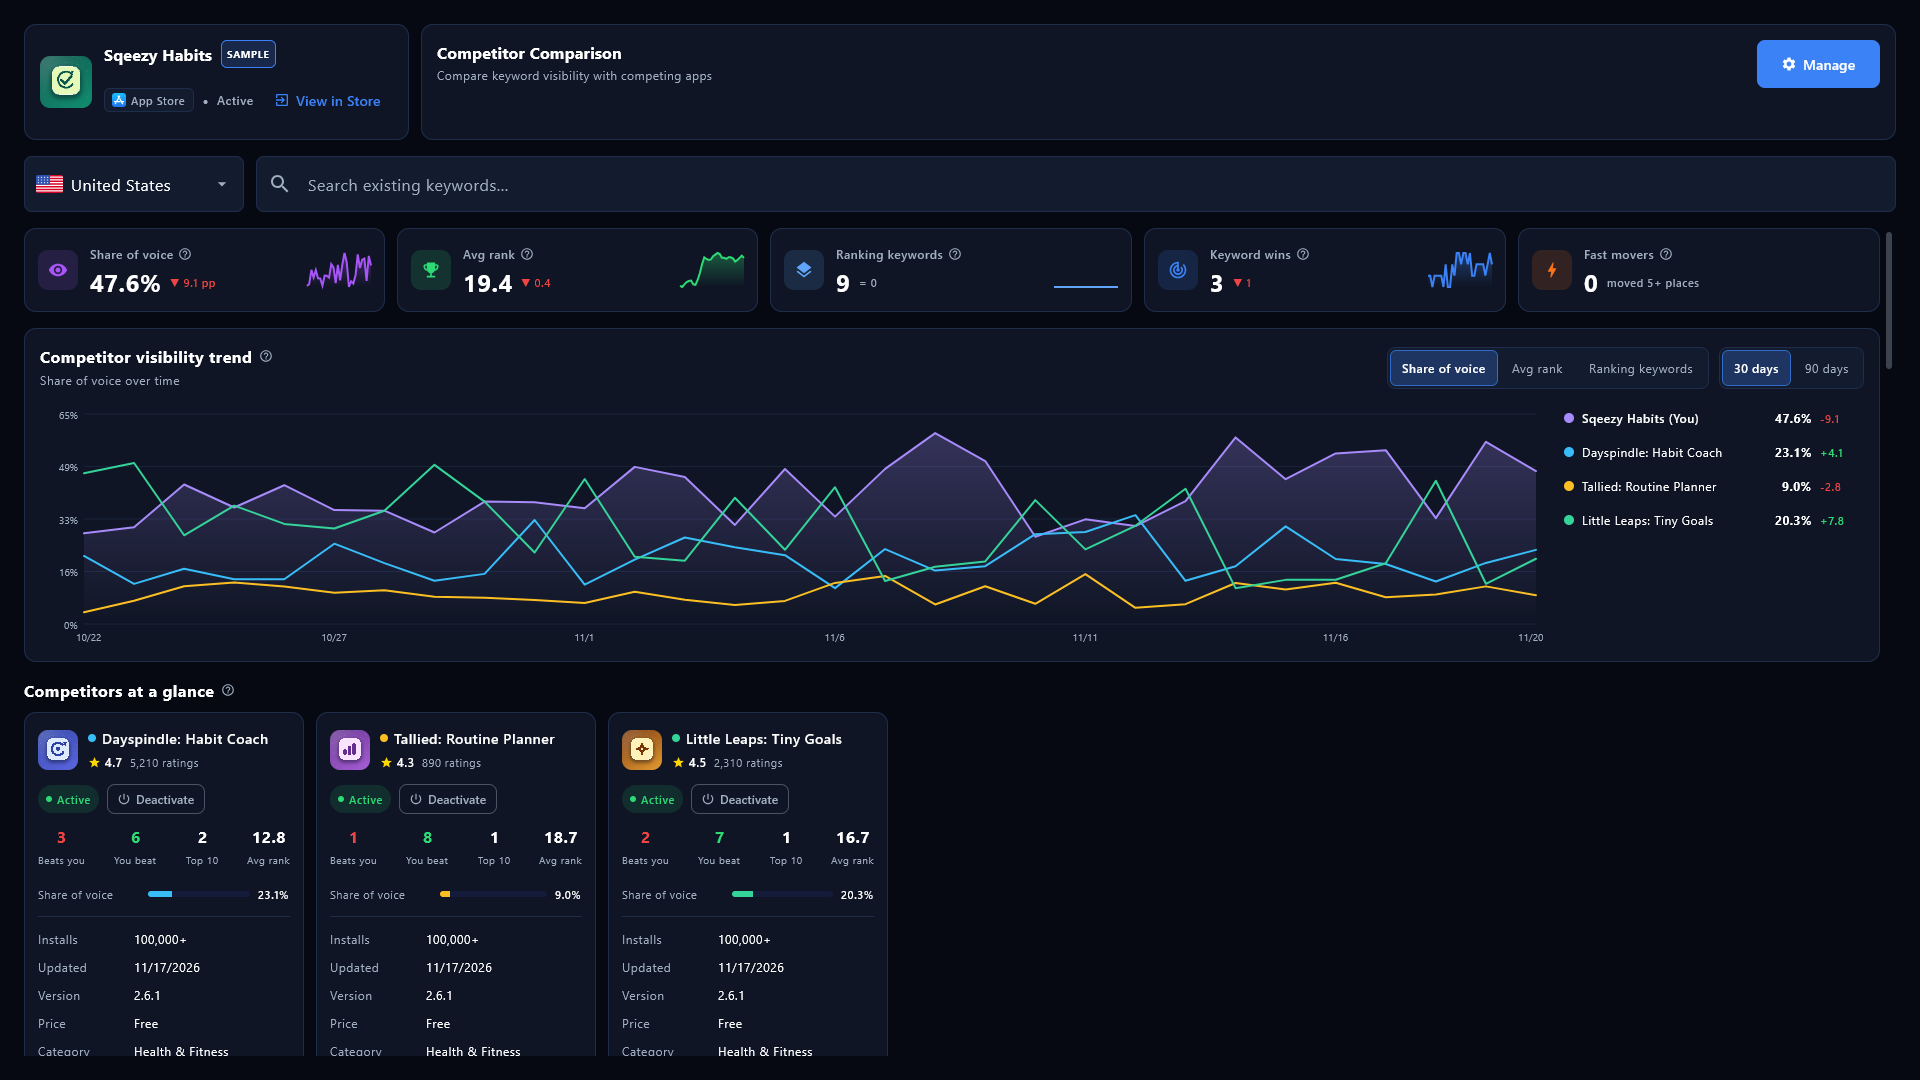 Sqeezy Habits SAMPLE
App Store • Active View in Store
Competitor Comparison
Compare keyword visibility with competing apps
Manage
United States
Search existing keywords...
Share of voice
47.6% ▼ 9.1 pp
Avg rank
19.4 ▼ 0.4
Ranking keywords
9 = 0
Keyword wins
3 ▼ 1
Fast movers
0 moved 5+ places
Competitor visibility trend
Share of voice over time
Share of voice Avg rank Ranking keywords 30 days 90 days
65%
49%
33%
16%
0%
10/22 10/27 11/1 11/6 11/11 11/16 11/20
Sqeezy Habits (You) 47.6% -9.1
Dayspindle: Habit Coach 23.1% +4.1
Tallied: Routine Planner 9.0% -2.8
Little Leaps: Tiny Goals 20.3% +7.8
Competitors at a glance
Dayspindle: Habit Coach
4.7 5,210 ratings
Active Deactivate
3 6 2 12.8
Beats you You beat Top 10 Avg rank
Share of voice 23.1%
Installs 100,000+
Updated 11/17/2026
Version 2.6.1
Price Free
Category Health & Fitness
Tallied: Routine Planner
4.3 890 ratings
Active Deactivate
1 8 1 18.7
Beats you You beat Top 10 Avg rank
Share of voice 9.0%
Installs 100,000+
Updated 11/17/2026
Version 2.6.1
Price Free
Category Health & Fitness
Little Leaps: Tiny Goals
4.5 2,310 ratings
Active Deactivate
2 7 1 16.7
Beats you You beat Top 10 Avg rank
Share of voice 20.3%
Installs 100,000+
Updated 11/17/2026
Version 2.6.1
Price Free
Category Health & Fitness